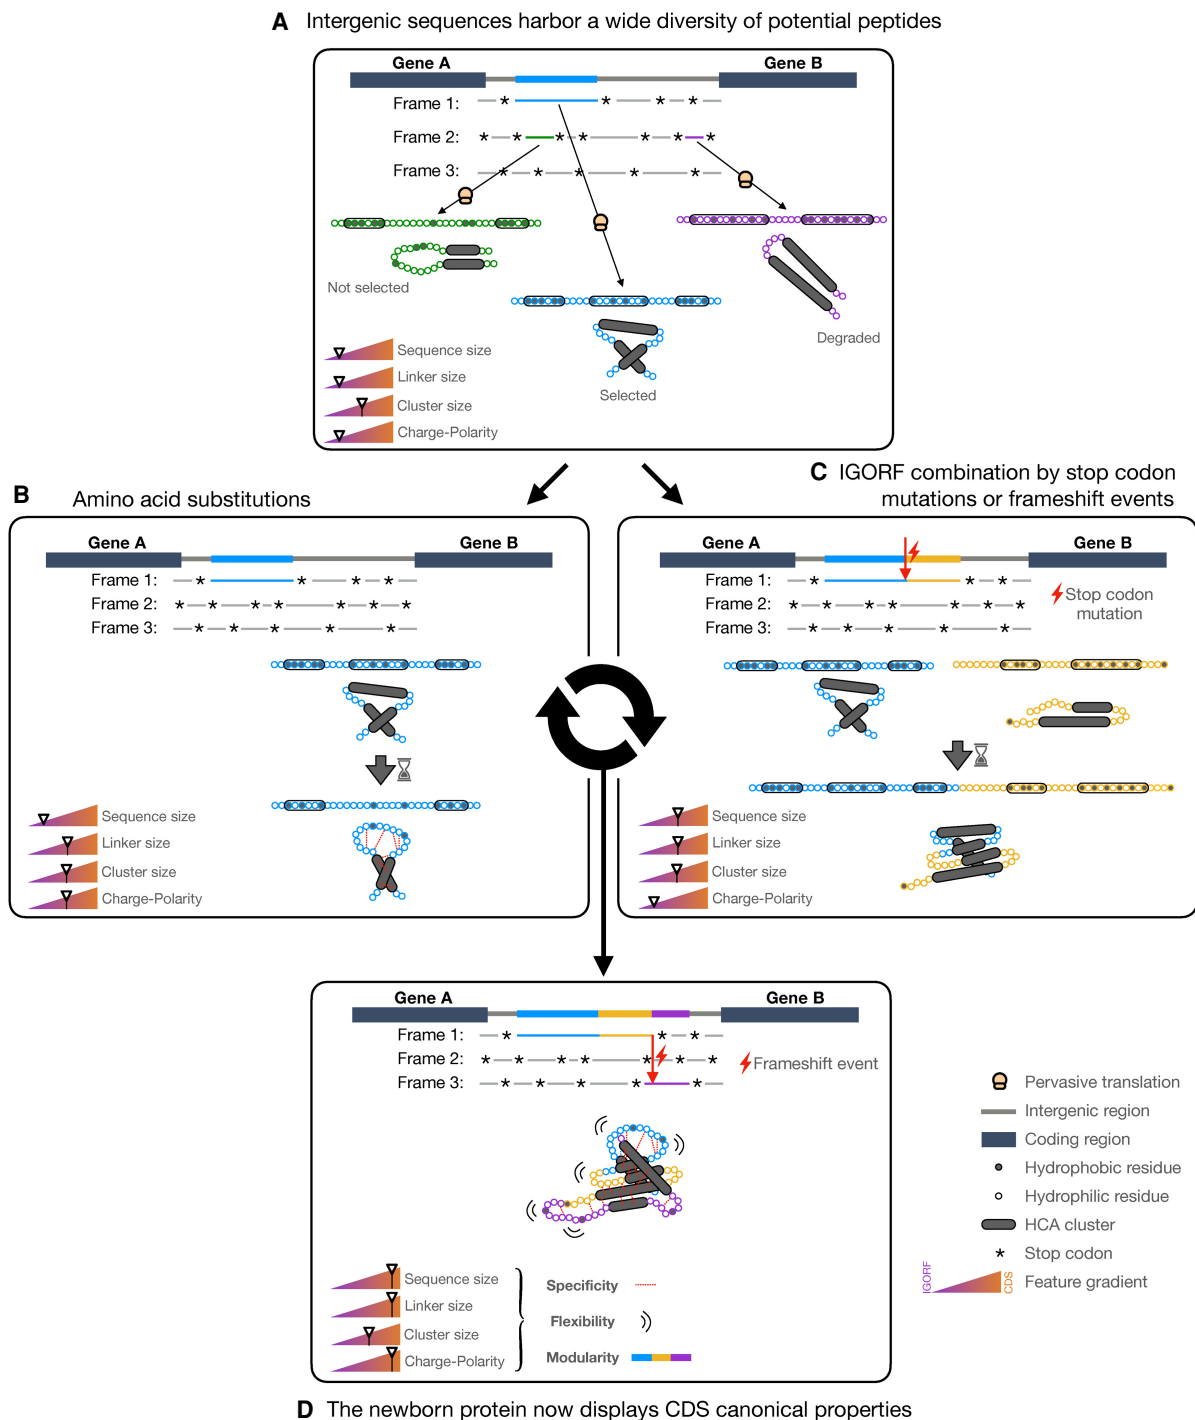 A Intergenic sequences harbor a wide diversity of potential peptides
Gene A
Gene B
Frame 1: * * * *
Frame 2: * * * * * * *
Frame 3: * * * * *
Not selected
Selected
Degraded
Sequence size
Linker size
Cluster size
Charge-Polarity
B Amino acid substitutions
Gene A
Gene B
Frame 1: * * * *
Frame 2: * * * * * * *
Frame 3: * * * * *
Sequence size
Linker size
Cluster size
Charge-Polarity
C IGORF combination by stop codon
mutations or frameshift events
Gene A
Gene B
Frame 1: * * *
Frame 2: * * * * * * *
Frame 3: * * * * *
Stop codon
mutation
Sequence size
Linker size
Cluster size
Charge-Polarity
Gene A
Gene B
Frame 1: * * *
Frame 2: * * * * * * *
Frame 3: * * * * *
Frameshift event
Sequence size
Linker size
Cluster size
Charge-Polarity
Specificity
Flexibility
Modularity
Pervasive translation
Intergenic region
Coding region
Hydrophobic residue
Hydrophilic residue
HCA cluster
* Stop codon
IGORF CDS Feature gradient
D The newborn protein now displays CDS canonical properties